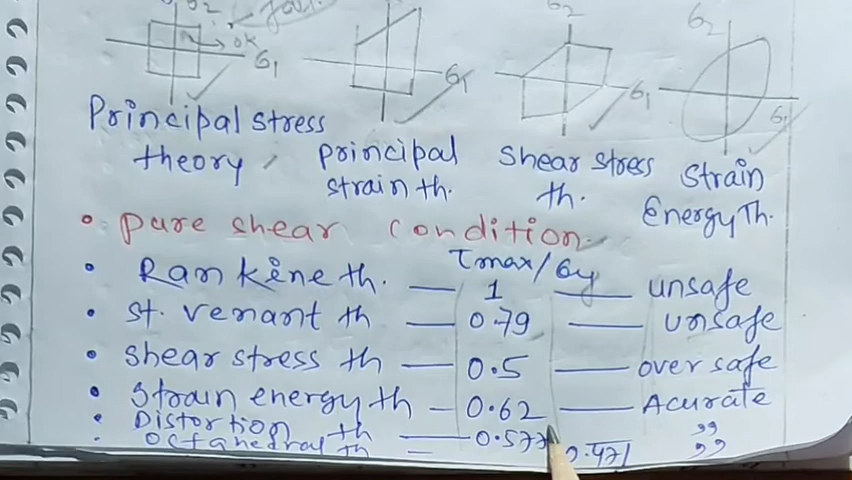 σ2 Fail σ2 σ2
→ OK σ1 σ1 σ1 σ1
Principal stress
theory, principal shear stress strain
strain th. th. Energy Th.
• pure shear condition
τmax/σy
• Rankine th. — 1 — unsafe
• st. venant th — 0.79 — unsafe
• shear stress th — 0.5 — over safe
• strain energy th – 0.62 — Acurate
• Distortion th — 0.577 ,,
• octahedral th – 0.471 ,,